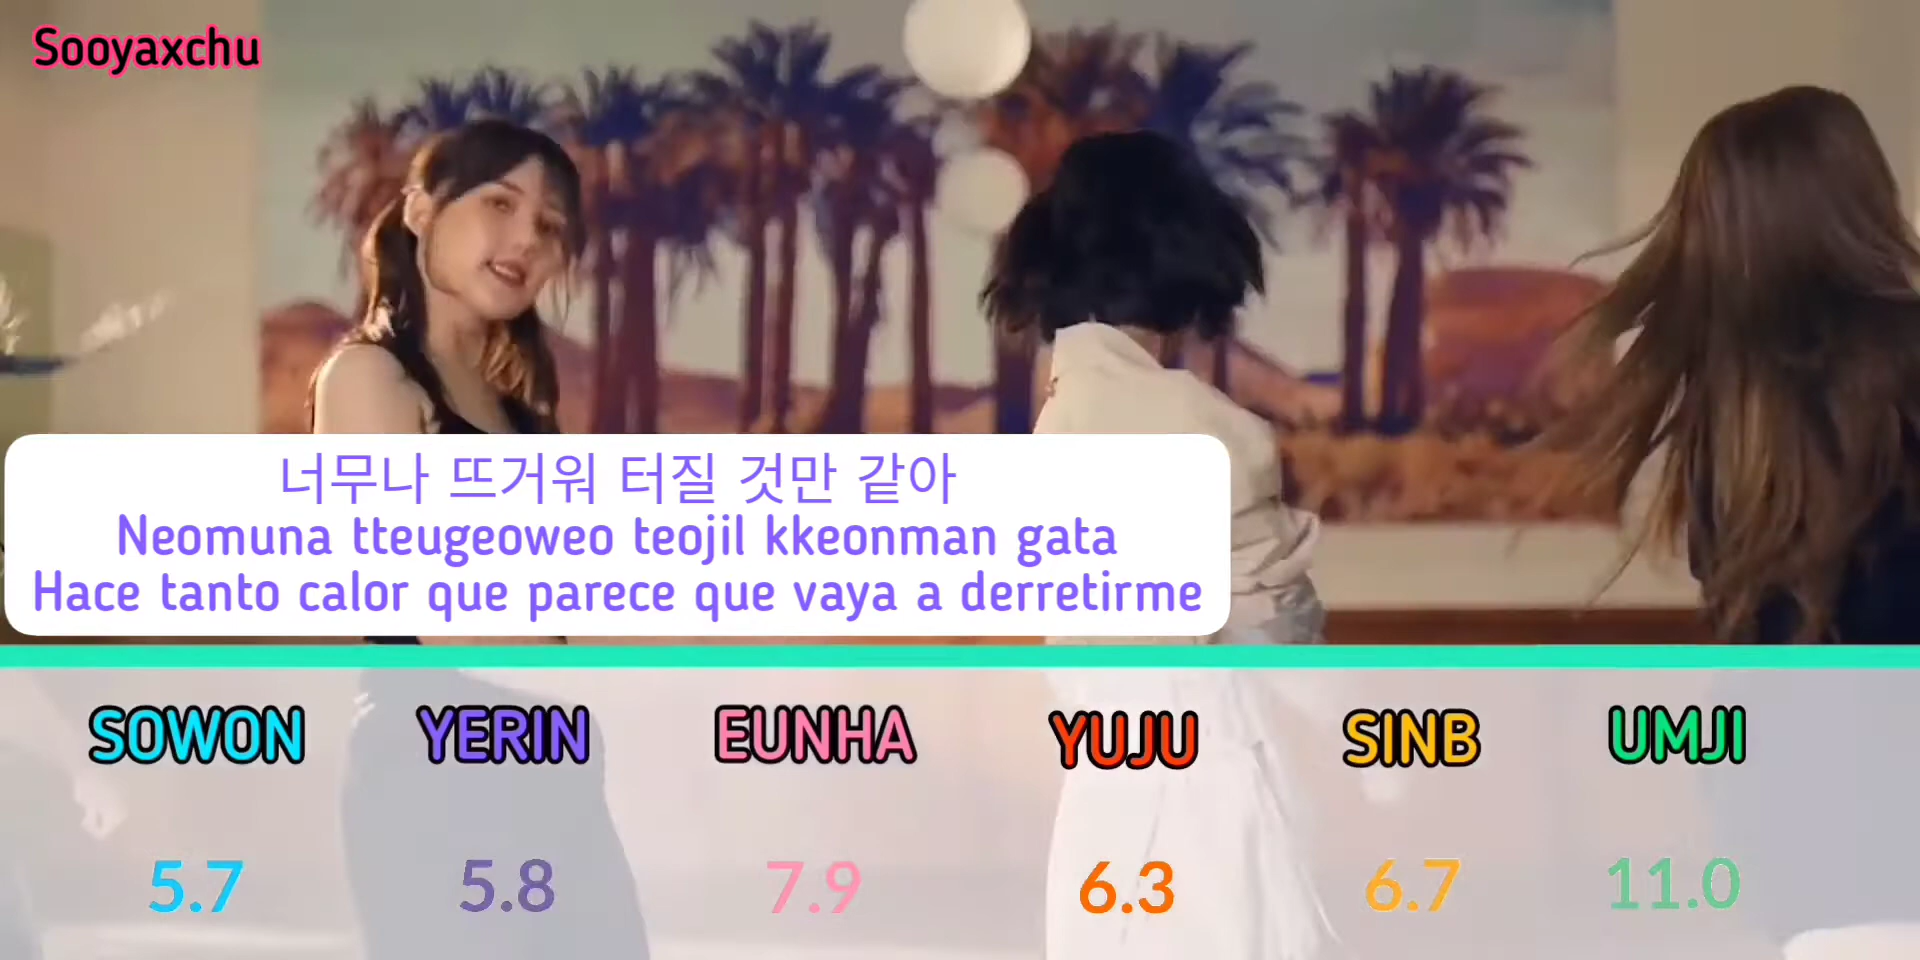 Sooyaxchu
너무나 뜨거워 터질 것만 같아
Neomuna tteugeoweo teojil kkeonman gata
Hace tanto calor que parece que vaya a derretirme
SOWON YERIN EUNHA YUJU SINB UMJI
5.7 5.8 7.9 6.3 6.7 11.0